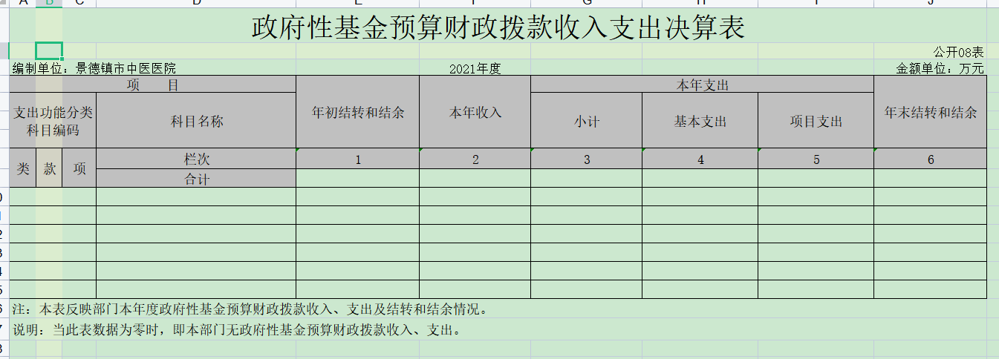 A B C D E F G H I J
政府性基金预算财政拨款收入支出决算表
公开08表
编制单位：景德镇市中医医院 2021年度 金额单位：万元
项 目 年初结转和结余 本年收入 本年支出 年末结转和结余
支出功能分类
科目编码
科目名称 小计 基本支出 项目支出
类 款 项 栏次 1 2 3 4 5 6
合计
注：本表反映部门本年度政府性基金预算财政拨款收入、支出及结转和结余情况。
说明：当此表数据为零时，即本部门无政府性基金预算财政拨款收入、支出。